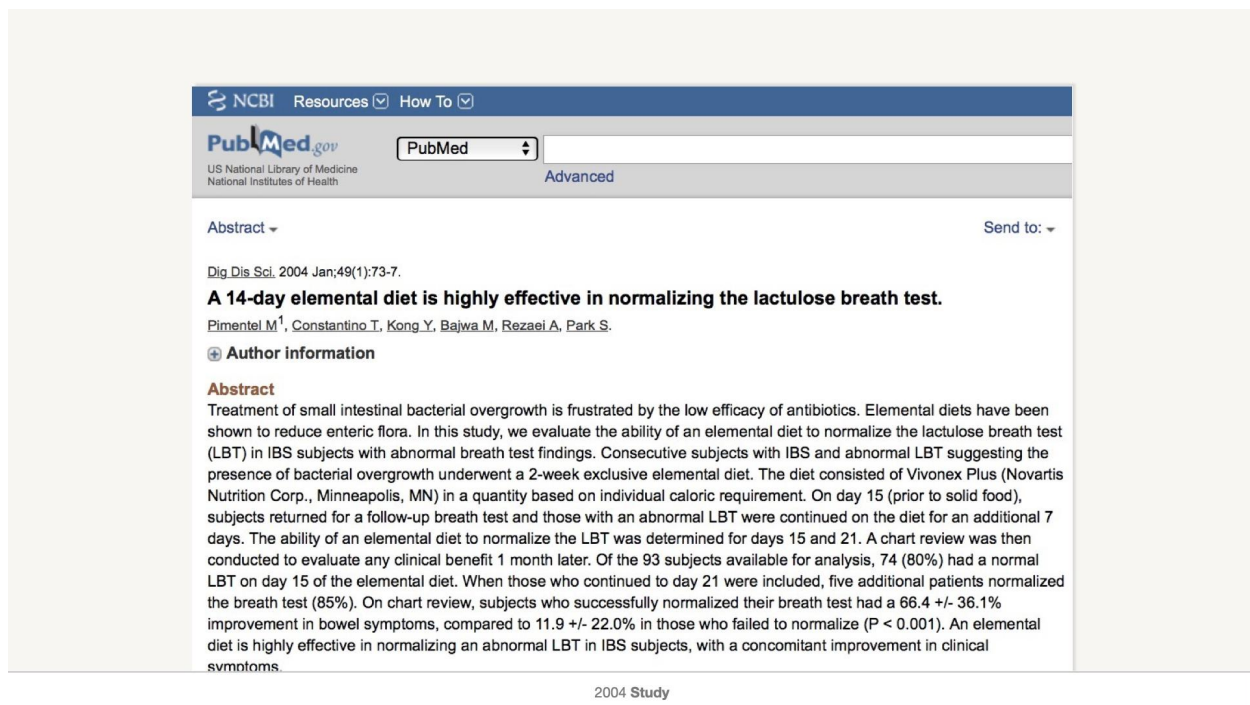 NCBI Resources How To
PubMed.gov
US National Library of Medicine
National Institutes of Health
PubMed
Advanced
Abstract
Send to:
Dig Dis Sci. 2004 Jan;49(1):73-7.
A 14-day elemental diet is highly effective in normalizing the lactulose breath test.
Pimentel M1, Constantino T, Kong Y, Bajwa M, Rezaei A, Park S.
Author information
Abstract
Treatment of small intestinal bacterial overgrowth is frustrated by the low efficacy of antibiotics. Elemental diets have been
shown to reduce enteric flora. In this study, we evaluate the ability of an elemental diet to normalize the lactulose breath test
(LBT) in IBS subjects with abnormal breath test findings. Consecutive subjects with IBS and abnormal LBT suggesting the
presence of bacterial overgrowth underwent a 2-week exclusive elemental diet. The diet consisted of Vivonex Plus (Novartis
Nutrition Corp., Minneapolis, MN) in a quantity based on individual caloric requirement. On day 15 (prior to solid food),
subjects returned for a follow-up breath test and those with an abnormal LBT were continued on the diet for an additional 7
days. The ability of an elemental diet to normalize the LBT was determined for days 15 and 21. A chart review was then
conducted to evaluate any clinical benefit 1 month later. Of the 93 subjects available for analysis, 74 (80%) had a normal
LBT on day 15 of the elemental diet. When those who continued to day 21 were included, five additional patients normalized
the breath test (85%). On chart review, subjects who successfully normalized their breath test had a 66.4 +/- 36.1%
improvement in bowel symptoms, compared to 11.9 +/- 22.0% in those who failed to normalize (P < 0.001). An elemental
diet is highly effective in normalizing an abnormal LBT in IBS subjects, with a concomitant improvement in clinical
symptoms.
2004 Study